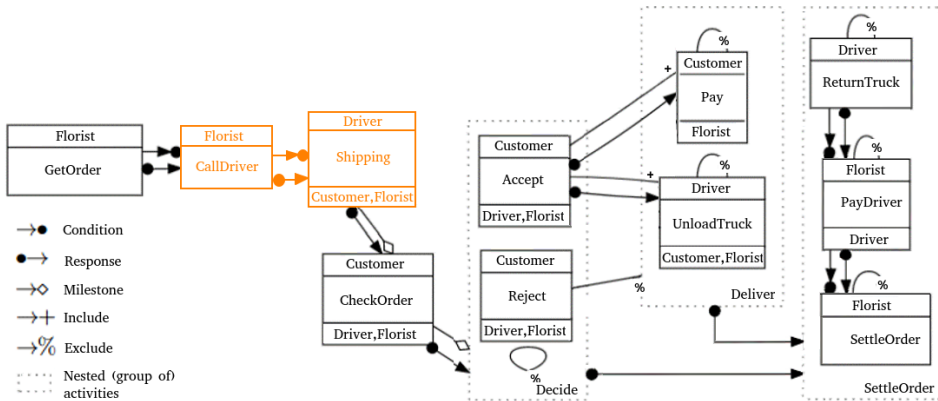 Florist
GetOrder
Florist
CallDriver
Driver
Shipping
Customer,Florist
Customer
CheckOrder
Driver,Florist
Customer
Accept
Driver,Florist
Customer
Reject
Driver,Florist
%
Decide
%
Customer
Pay
Florist
+
%
Driver
UnloadTruck
Customer,Florist
+
%
Deliver
%
Driver
ReturnTruck
%
Florist
PayDriver
Driver
%
Florist
SettleOrder
SettleOrder
Condition
Response
Milestone
+ Include
% Exclude
Nested (group of)
activities